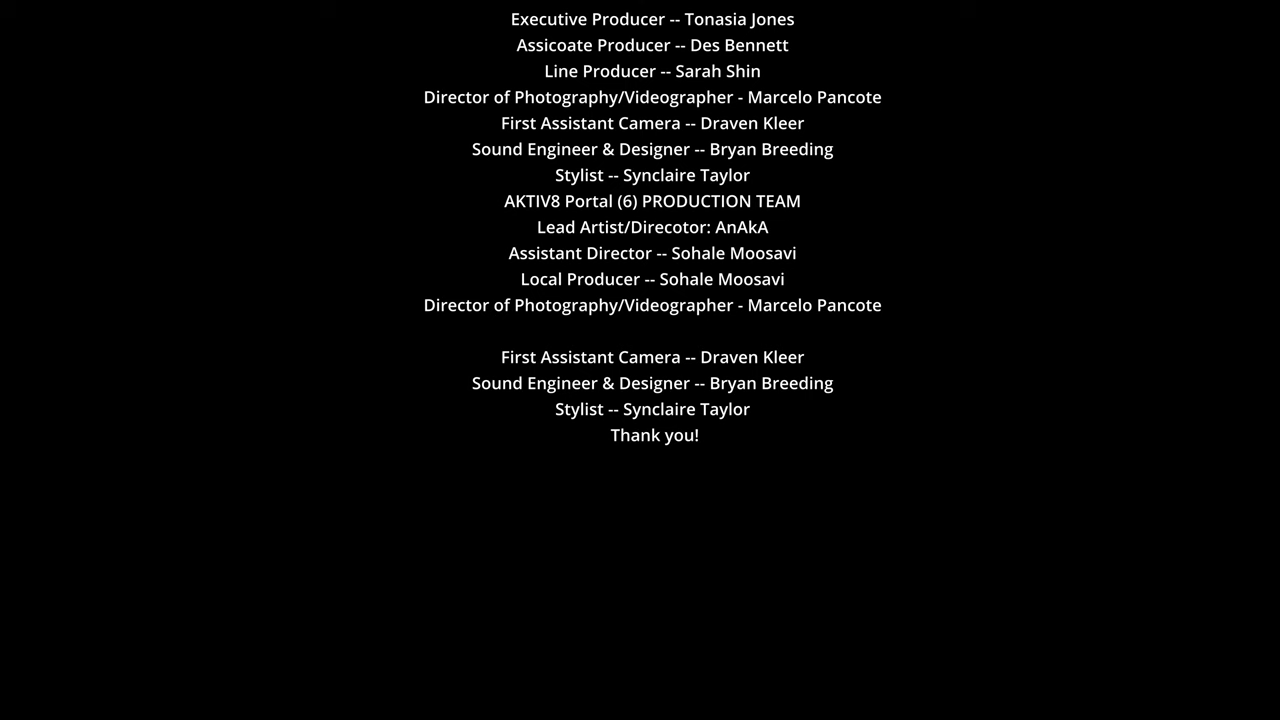 Executive Producer -- Tonasia Jones
Assicoate Producer -- Des Bennett
Line Producer -- Sarah Shin
Director of Photography/Videographer - Marcelo Pancote
First Assistant Camera -- Draven Kleer
Sound Engineer & Designer -- Bryan Breeding
Stylist -- Synclaire Taylor
AKTIV8 Portal (6) PRODUCTION TEAM
Lead Artist/Direcotor: AnAkA
Assistant Director -- Sohale Moosavi
Local Producer -- Sohale Moosavi
Director of Photography/Videographer - Marcelo Pancote
First Assistant Camera -- Draven Kleer
Sound Engineer & Designer -- Bryan Breeding
Stylist -- Synclaire Taylor
Thank you!